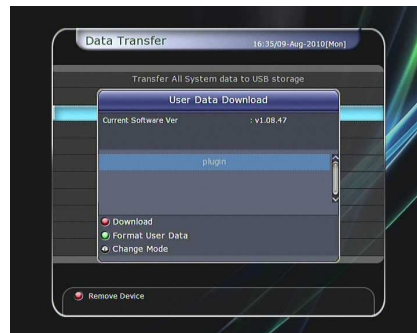 Data Transfer
16:35/09-Aug-2010[Mon]
Transfer All System data to USB storage
User Data Download
Current Software Ver : v1.08.47
plugin
Download
Format User Data
Change Mode
Remove Device